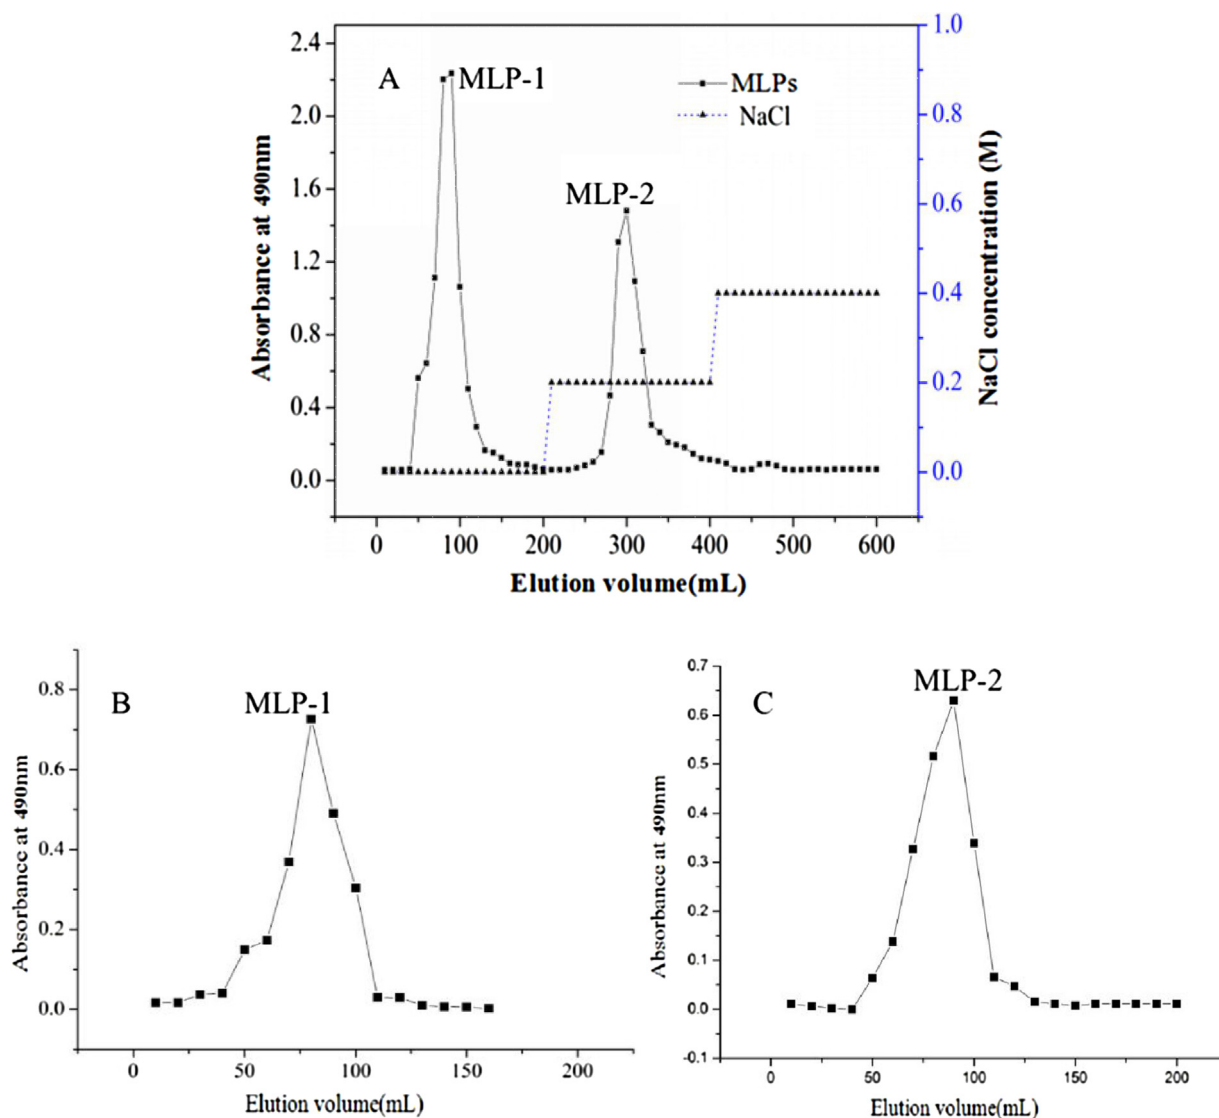 A
MLP-1
MLP-2
MLPs
NaCl
Absorbance at 490nm
2.4
2.0
1.6
1.2
0.8
0.4
0.0
NaCl concentration (M)
1.0
0.8
0.6
0.4
0.2
0.0
0 100 200 300 400 500 600
Elution volume(mL)
B
MLP-1
Absorbance at 490nm
0.8
0.6
0.4
0.2
0.0
0 50 100 150 200
Elution volume(mL)
C
MLP-2
Absorbance at 490nm
0.7
0.6
0.5
0.4
0.3
0.2
0.1
0.0
-0.1
0 50 100 150 200
Elution volume(mL)